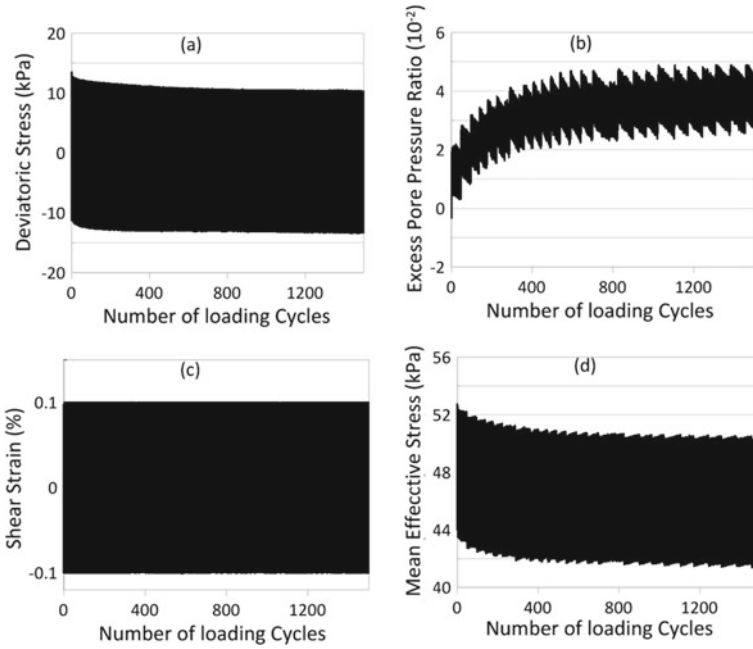 (a)
Deviatoric Stress (kPa)
20
10
0
-10
-20
0 400 800 1200
Number of loading Cycles
(b)
Excess Pore Pressure Ratio (10⁻²)
6
4
2
0
-2
0 400 800 1200
Number of loading Cycles
(c)
Shear Strain (%)
0.1
0
-0.1
0 400 800 1200
Number of loading Cycles
(d)
Mean Effecctive Stress (kPa)
56
52
48
44
40
0 400 800 1200
Number of loading Cycles